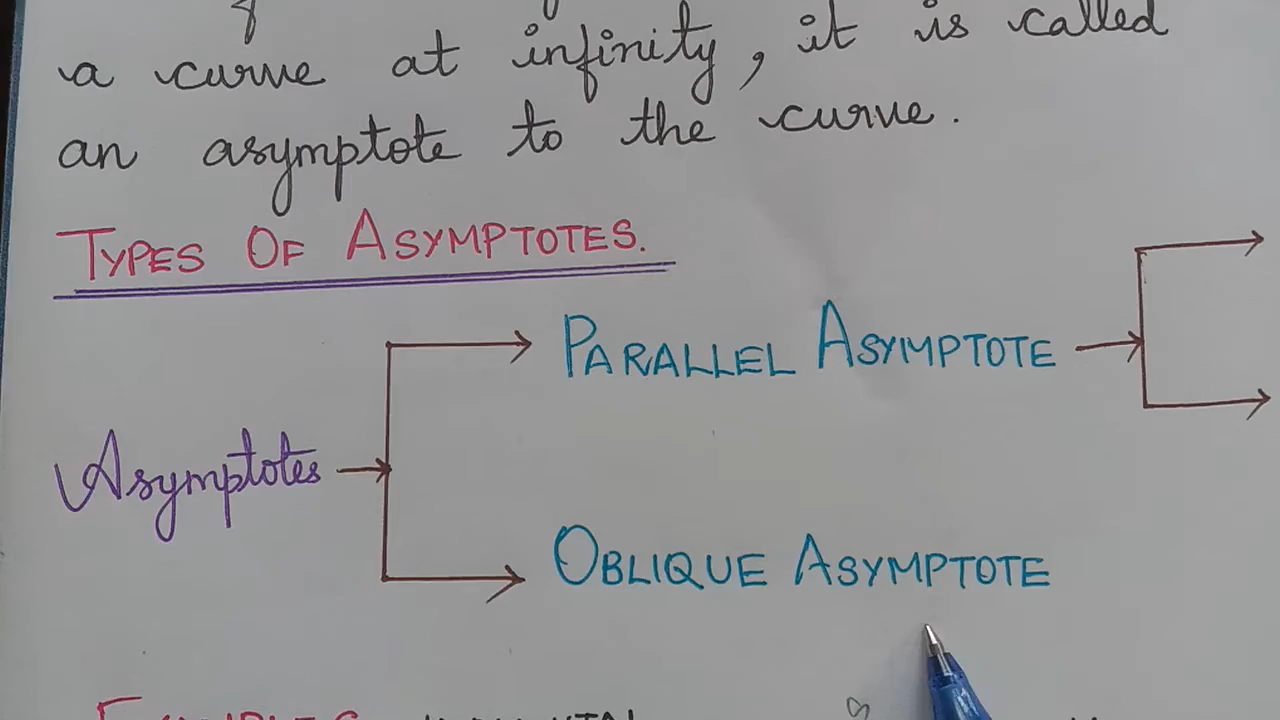 a curve at infinity, it is called
an asymptote to the curve.
TYPES OF ASYMPTOTES.
PARALLEL ASYMPTOTE
Asymptotes
OBLIQUE ASYMPTOTE